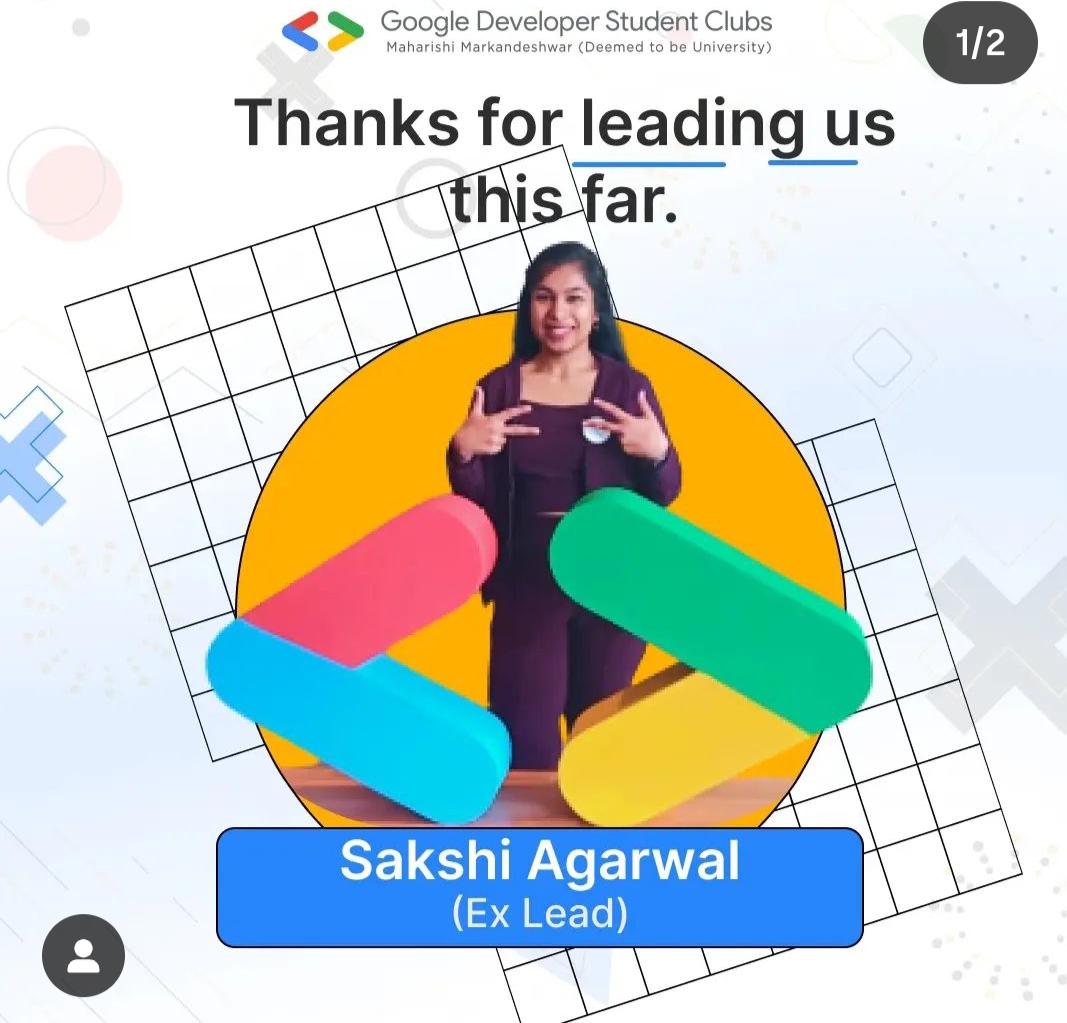 Google Developer Student Clubs
Maharishi Markandeshwar (Deemed to be University)
1/2
Thanks for leading us
this far.
Sakshi Agarwal
(Ex Lead)